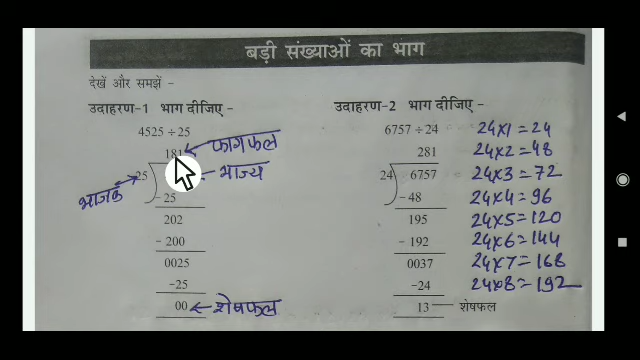 बड़ी संख्याओं का भाग
देखें और समझें -
उदाहरण-1 भाग दीजिए -
4525 ÷ 25
181 भागफल
25 भाज्य
भाजक
- 25
202
- 200
0025
-25
00 शेषफल
उदाहरण-2 भाग दीजिए -
6757 ÷ 24
281
24 6757
- 48
195
- 192
0037
-24
13 शेषफल
24×1 = 24
24×2 = 48
24×3 = 72
24×4 = 96
24×5 = 120
24×6 = 144
24×7 = 168
24×8 = 192